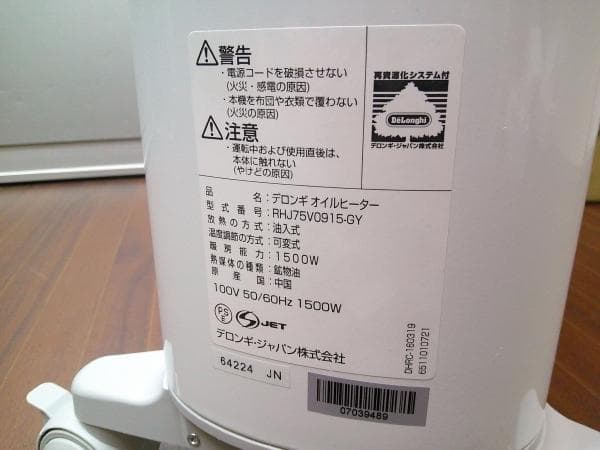 警告
・電源コードを破損させない
(火災・感電の原因)
・本機を布団や衣類で覆わない
(火災の原因)
注意
・運転中および使用直後は、
本体に触れない
(やけどの原因)
再資源化システム付
DeLonghi
デロンギ・ジャパン株式会社
品名：デロンギ オイルヒーター
型式番号：RHJ75V0915-GY
放熱の方式：油入式
温度調節の方式：可変式
暖房能力：1500W
熱媒体の種類：鉱物油
原産国：中国
100V 50/60Hz 1500W
PS
E
S JET
デロンギ・ジャパン株式会社
DHRC-160319
6511010721
64224 JN
07039489